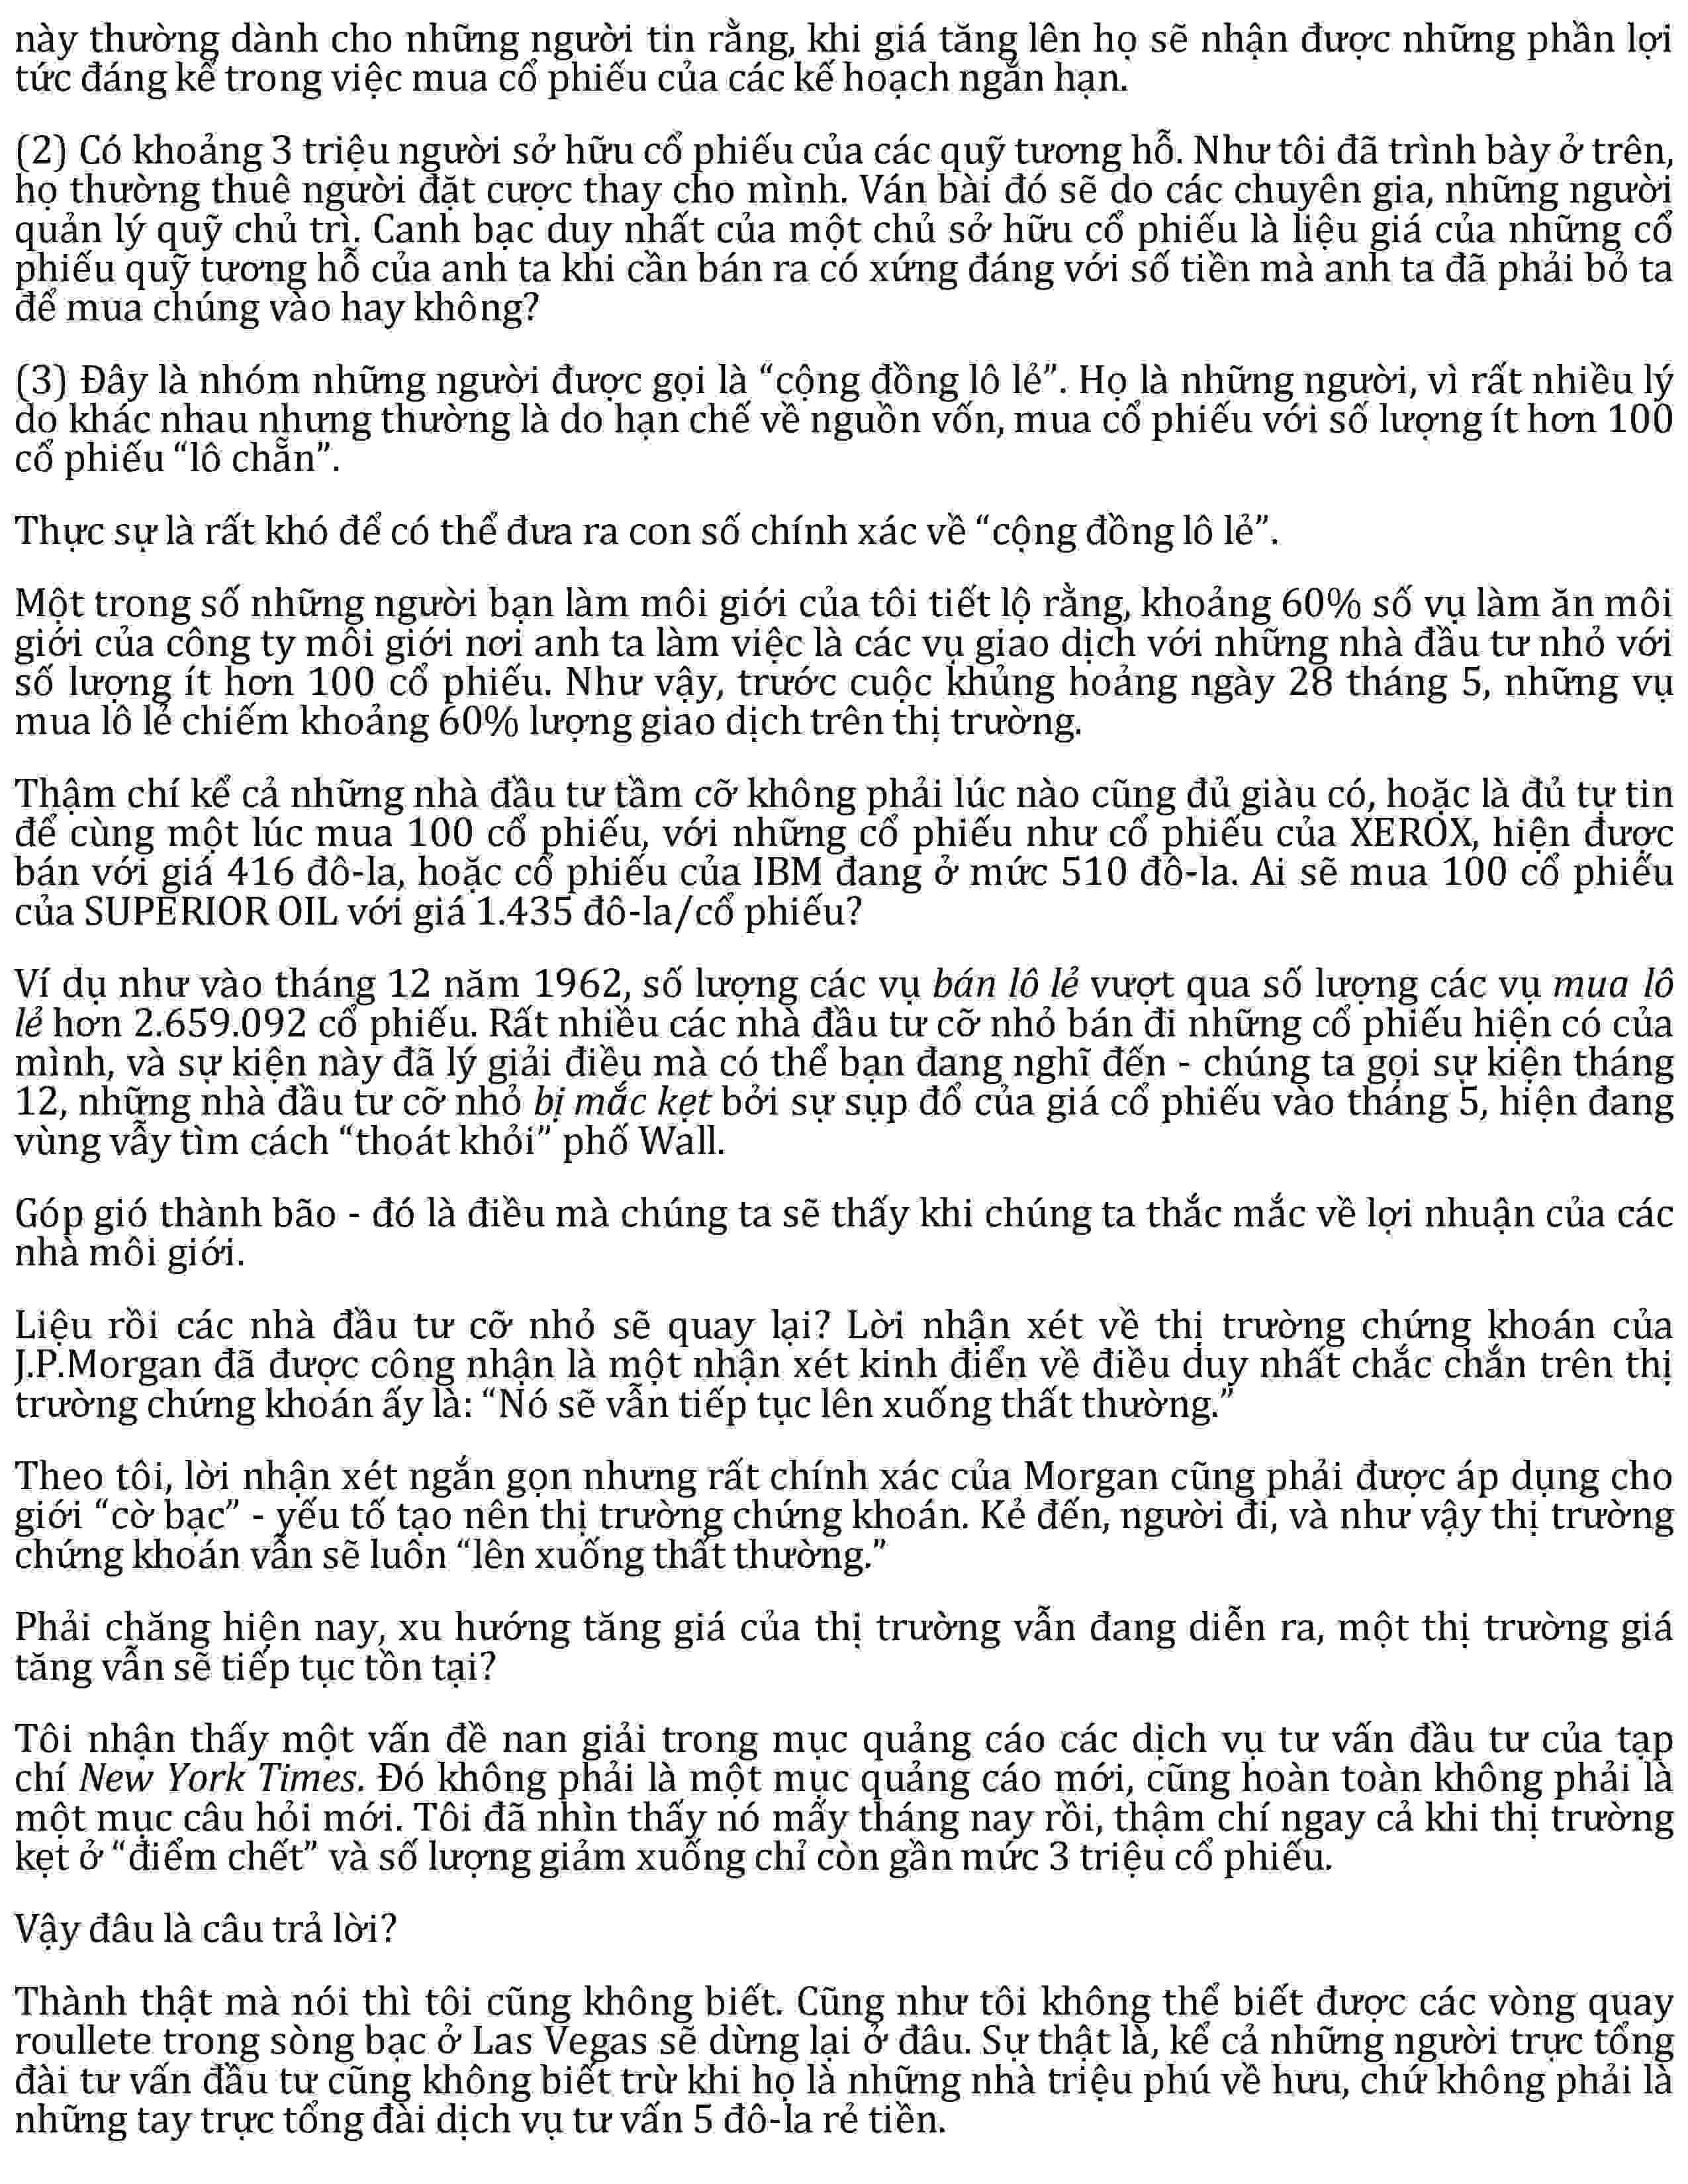 này thường dành cho những người tin rằng, khi giá tăng lên họ sẽ nhận được những phần lợi
tức đáng kể trong việc mua cổ phiếu của các kế hoạch ngắn hạn.
(2) Có khoảng 3 triệu người sở hữu cổ phiếu của các quỹ tương hỗ. Như tôi đã trình bày ở trên,
họ thường thuê người đặt cược thay cho mình. Ván bài đó sẽ do các chuyên gia, những người
quản lý quỹ chủ trì. Canh bạc duy nhất của một chủ sở hữu cổ phiếu là liệu giá của những cổ
phiếu quỹ tương hỗ của anh ta khi cần bán ra có xứng đáng với số tiền mà anh ta đã phải bỏ ta
để mua chúng vào hay không?
(3) Đây là nhóm những người được gọi là “cộng đồng lô lẻ”. Họ là những người, vì rất nhiều lý
do khác nhau nhưng thường là do hạn chế về nguồn vốn, mua cổ phiếu với số lượng ít hơn 100
cổ phiếu “lô chẵn”.
Thực sự là rất khó để có thể đưa ra con số chính xác về “cộng đồng lô lẻ”.
Một trong số những người bạn làm môi giới của tôi tiết lộ rằng, khoảng 60% số vụ làm ăn môi
giới của công ty môi giới nơi anh ta làm việc là các vụ giao dịch với những nhà đầu tư nhỏ với
số lượng ít hơn 100 cổ phiếu. Như vậy, trước cuộc khủng hoảng ngày 28 tháng 5, những vụ
mua lô lẻ chiếm khoảng 60% lượng giao dịch trên thị trường.
Thậm chí kể cả những nhà đầu tư tầm cỡ không phải lúc nào cũng đủ giàu có, hoặc là đủ tự tin
để cùng một lúc mua 100 cổ phiếu, với những cổ phiếu như cổ phiếu của XEROX, hiện được
bán với giá 416 đô-la, hoặc cổ phiếu của IBM đang ở mức 510 đô-la. Ai sẽ mua 100 cổ phiếu
của SUPERIOR OIL với giá 1.435 đô-la/cổ phiếu?
Ví dụ như vào tháng 12 năm 1962, số lượng các vụ bán lô lẻ vượt qua số lượng các vụ mua lô
lẻ hơn 2.659.092 cổ phiếu. Rất nhiều các nhà đầu tư cỡ nhỏ bán đi những cổ phiếu hiện có của
mình, và sự kiện này đã lý giải điều mà có thể bạn đang nghĩ đến - chúng ta gọi sự kiện tháng
12, những nhà đầu tư cỡ nhỏ bị mắc kẹt bởi sự sụp đổ của giá cổ phiếu vào tháng 5, hiện đang
vùng vẫy tìm cách “thoát khỏi” phố Wall.
Góp gió thành bão - đó là điều mà chúng ta sẽ thấy khi chúng ta thắc mắc về lợi nhuận của các
nhà môi giới.
Liệu rồi các nhà đầu tư cỡ nhỏ sẽ quay lại? Lời nhận xét về thị trường chứng khoán của
J.P.Morgan đã được công nhận là một nhận xét kinh điển về điều duy nhất chắc chắn trên thị
trường chứng khoán ấy là: “Nó sẽ vẫn tiếp tục lên xuống thất thường.”
Theo tôi, lời nhận xét ngắn gọn nhưng rất chính xác của Morgan cũng phải được áp dụng cho
giới “cờ bạc” - yếu tố tạo nên thị trường chứng khoán. Kẻ đến, người đi, và như vậy thị trường
chứng khoán vẫn sẽ luôn “lên xuống thất thường.”
Phải chăng hiện nay, xu hướng tăng giá của thị trường vẫn đang diễn ra, một thị trường giá
tăng vẫn sẽ tiếp tục tồn tại?
Tôi nhận thấy một vấn đề nan giải trong mục quảng cáo các dịch vụ tư vấn đầu tư của tạp
chí New York Times. Đó không phải là một mục quảng cáo mới, cũng hoàn toàn không phải là
một mục câu hỏi mới. Tôi đã nhìn thấy nó mấy tháng nay rồi, thậm chí ngay cả khi thị trường
kẹt ở “điểm chết” và số lượng giảm xuống chỉ còn gần mức 3 triệu cổ phiếu.
Vậy đâu là câu trả lời?
Thành thật mà nói thì tôi cũng không biết. Cũng như tôi không thể biết được các vòng quay
roullete trong sòng bạc ở Las Vegas sẽ dừng lại ở đâu. Sự thật là, kể cả những người trực tổng
đài tư vấn đầu tư cũng không biết trừ khi họ là những nhà triệu phú về hưu, chứ không phải là
những tay trực tổng đài dịch vụ tư vấn 5 đô-la rẻ tiền.